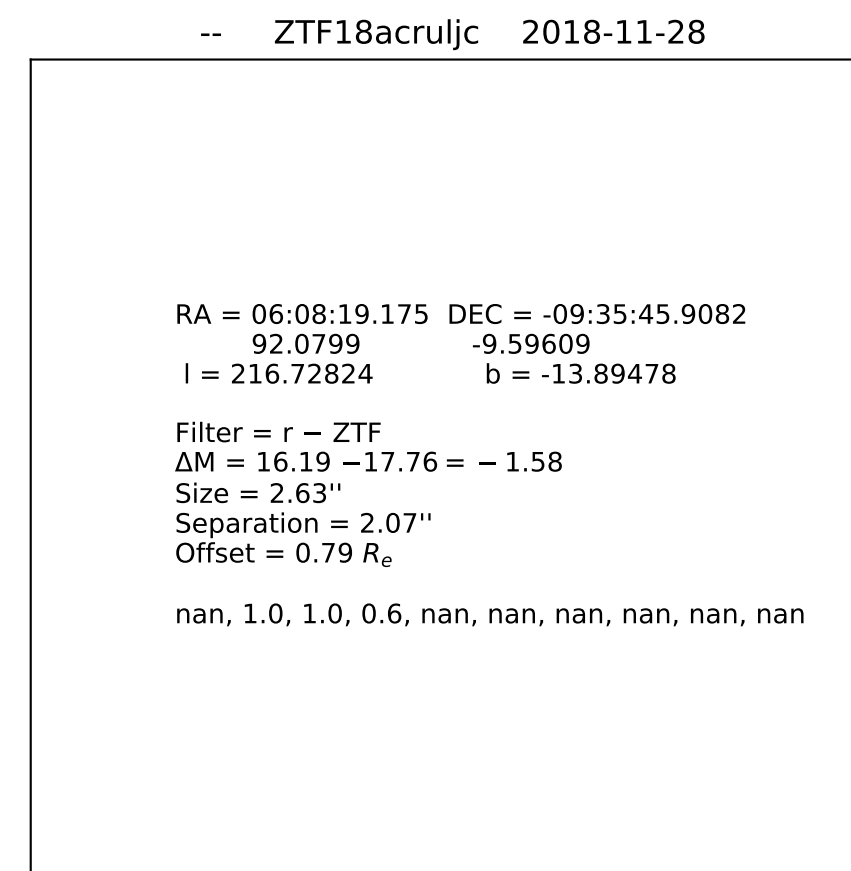 -- ZTF18acruljc 2018-11-28
RA = 06:08:19.175 DEC = -09:35:45.9082
92.0799 -9.59609
l = 216.72824 b = -13.89478
Filter = r − ZTF
ΔM = 16.19 −17.76 = − 1.58
Size = 2.63''
Separation = 2.07''
Offset = 0.79 Re
nan, 1.0, 1.0, 0.6, nan, nan, nan, nan, nan, nan